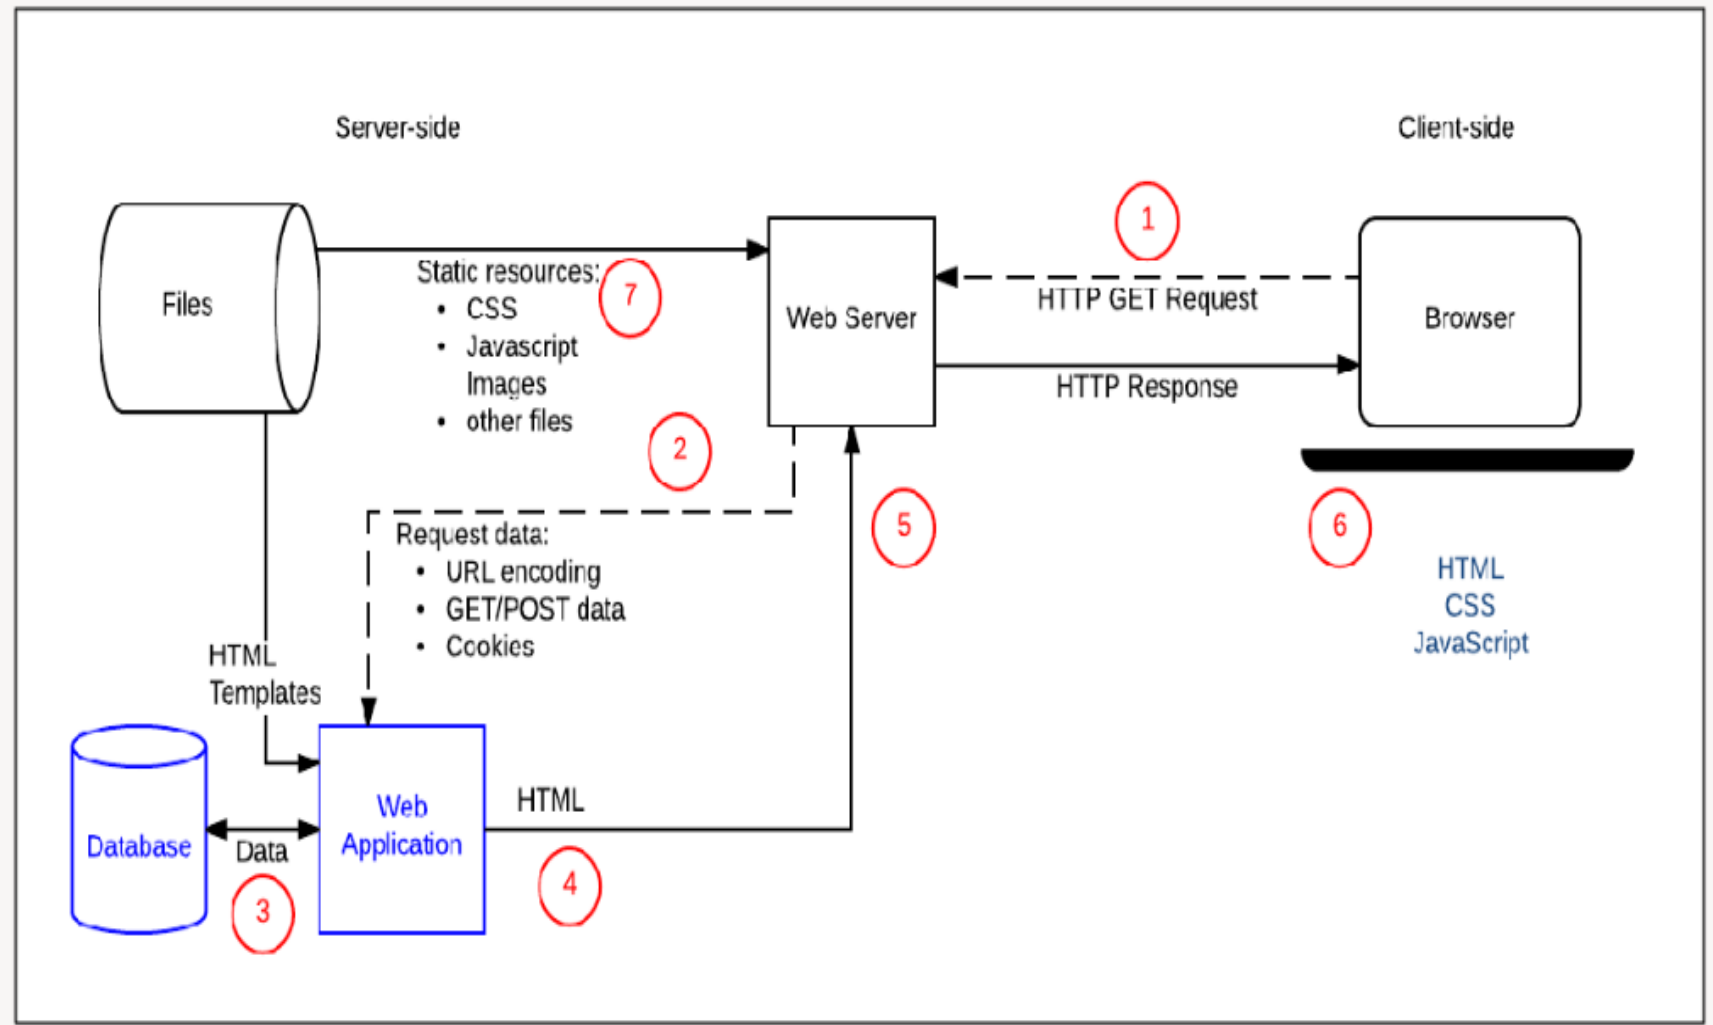 Server-side
Client-side
1
Files
Static resources:
• CSS
• Javascript
Images
• other files
7
Web Server
HTTP GET Request
HTTP Response
Browser
2
Request data:
• URL encoding
• GET/POST data
• Cookies
5
6
HTML
CSS
JavaScript
HTML
Templates
Database
Data
3
Web
Application
HTML
4